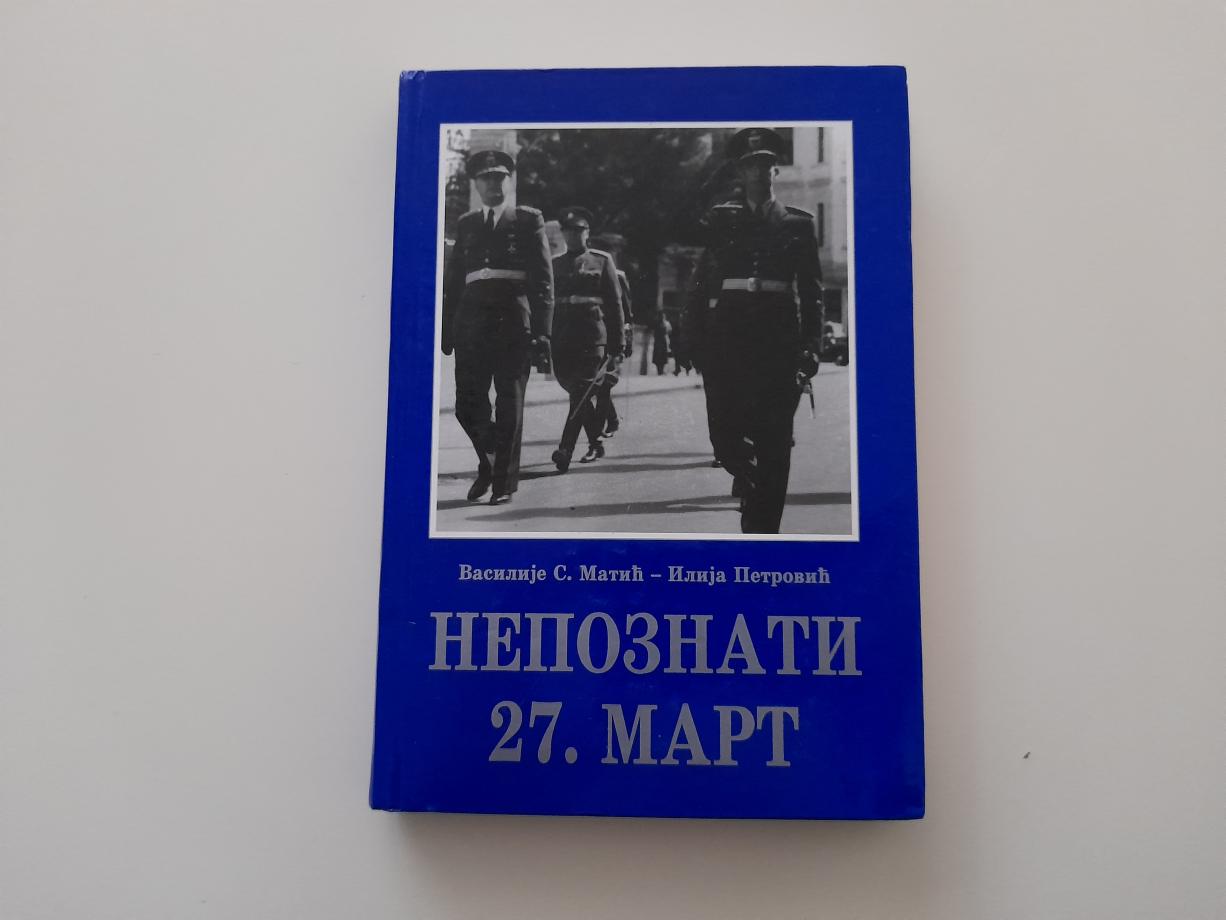 Василије С. Матић – Илија Петровић
НЕПОЗНАТИ
27. МАРТ